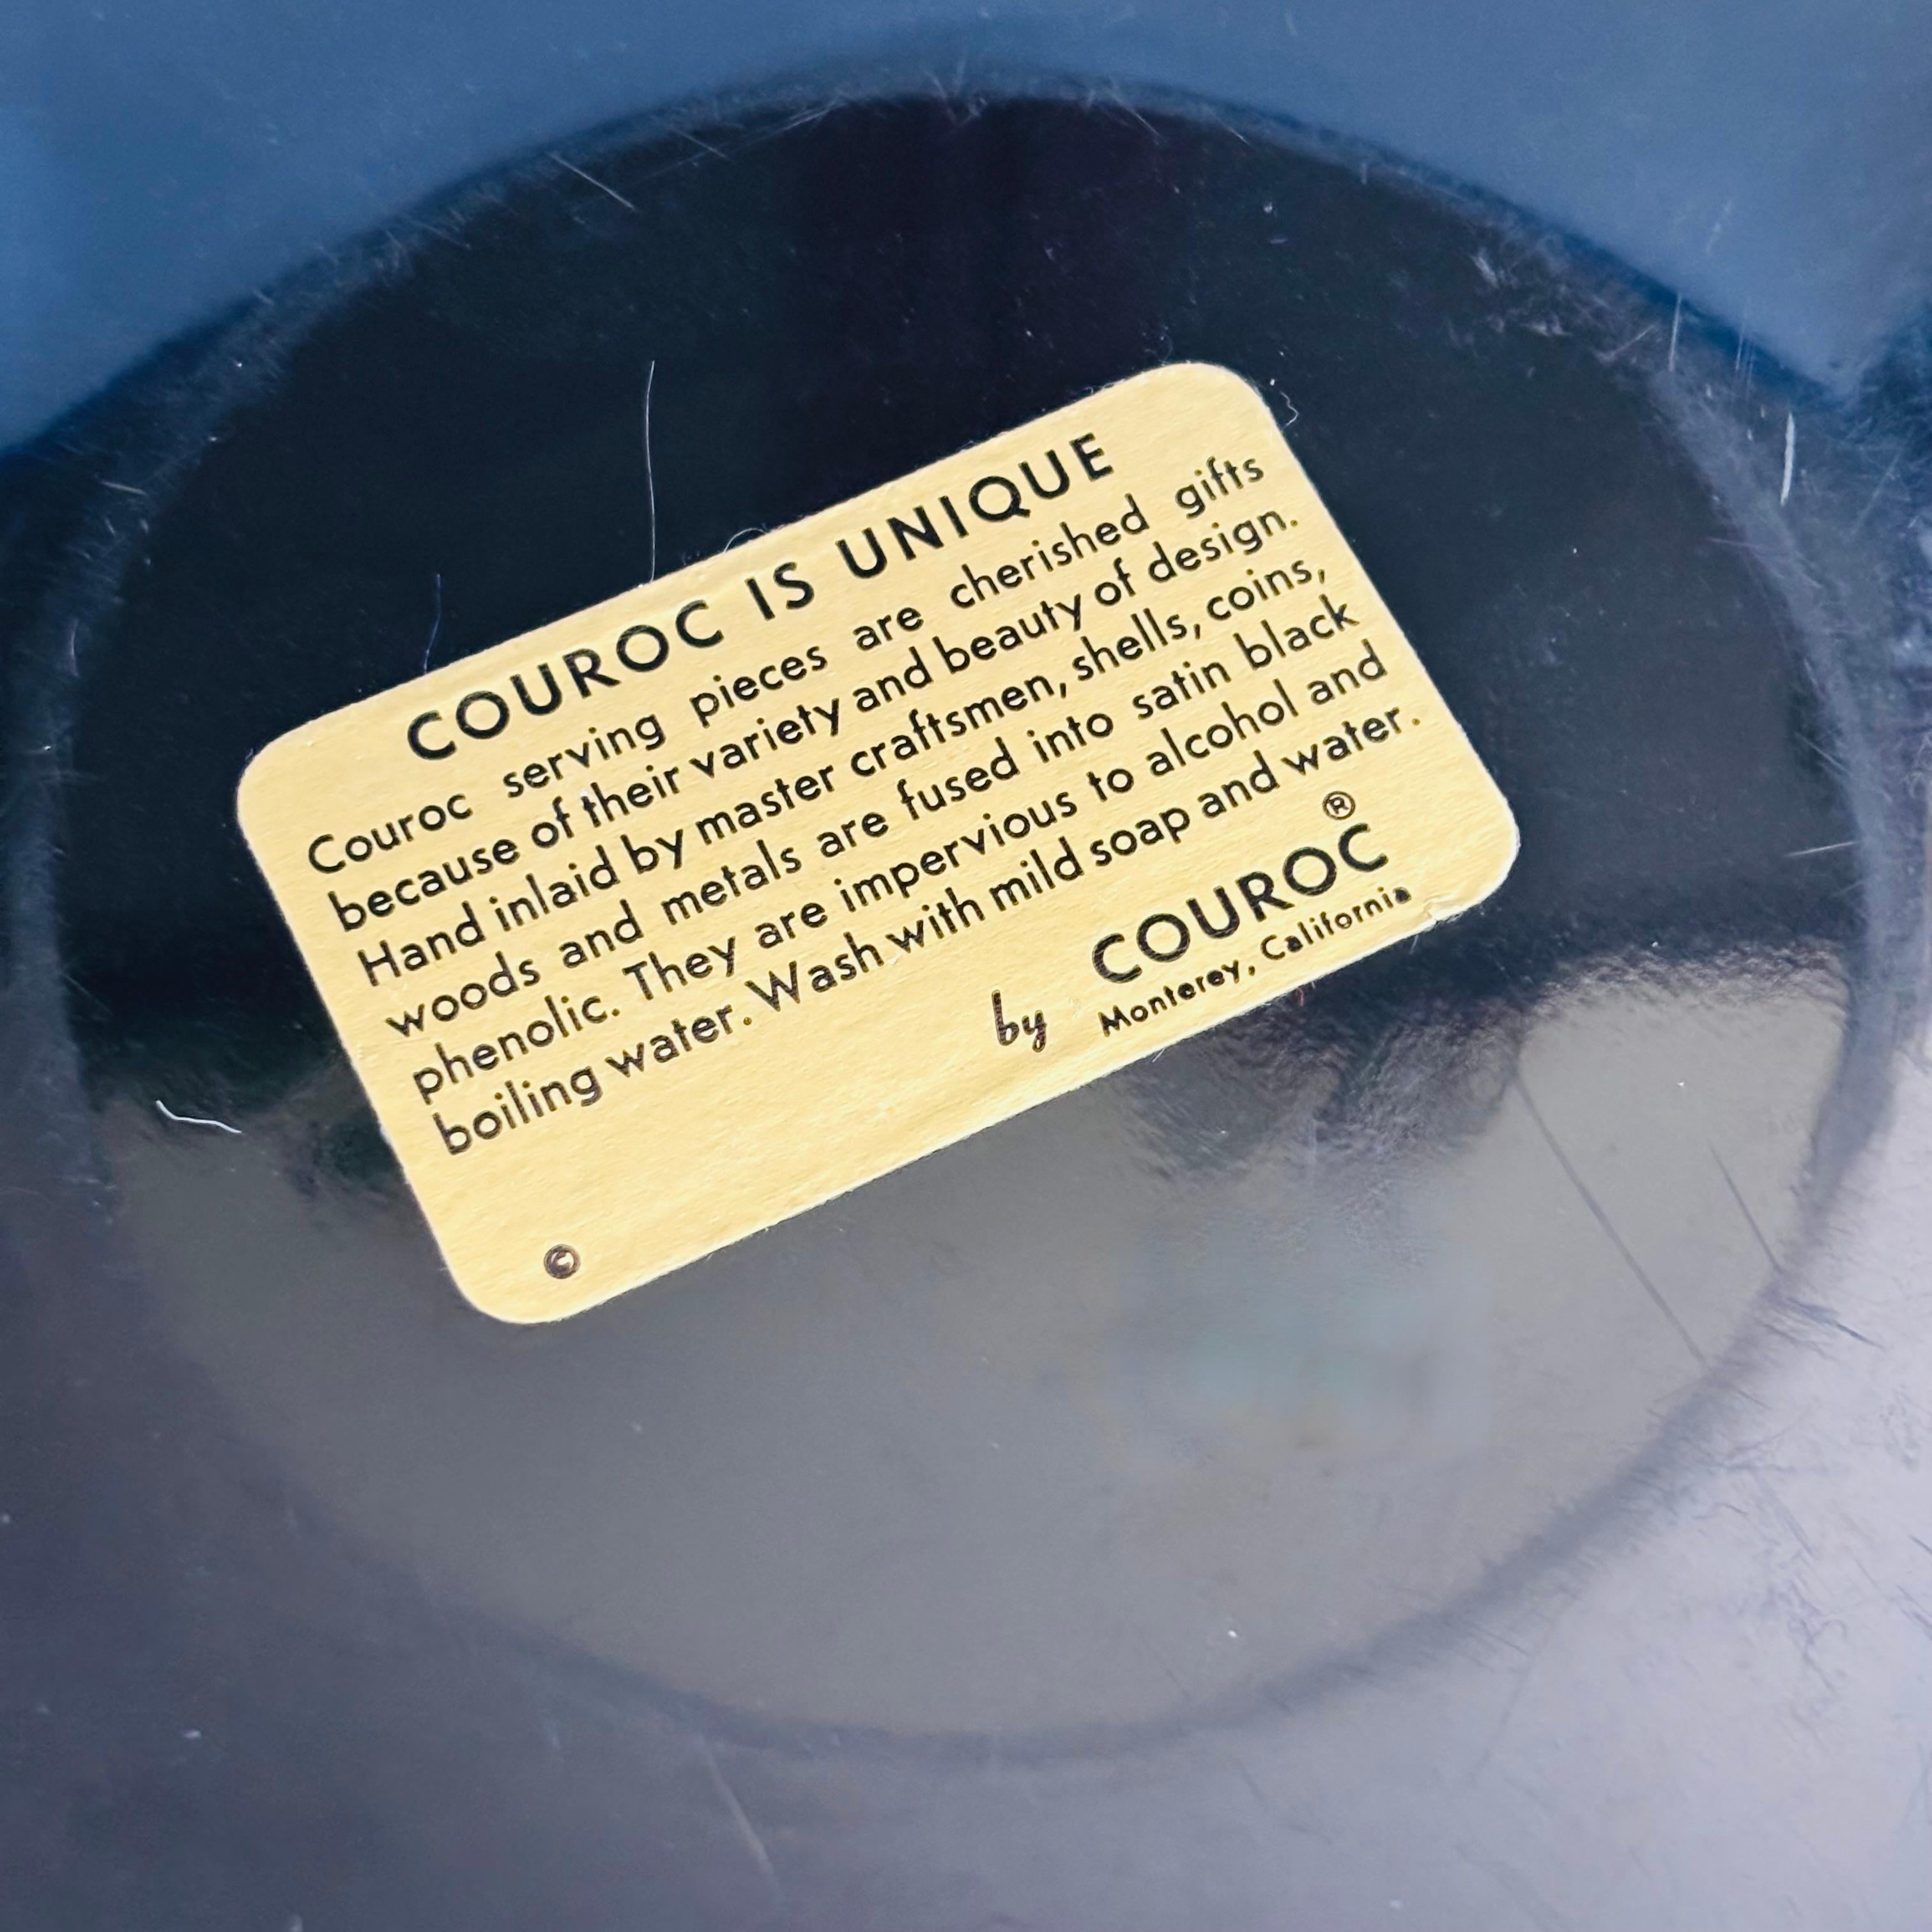 COUROC IS UNIQUE
Couroc serving pieces are cherished gifts
because of their variety and beauty of design.
Hand inlaid by master craftsmen, shells, coins,
woods and metals are fused into satin black
phenolic. They are impervious to alcohol and
boiling water. Wash with mild soap and water.
by COUROC®
Monterey, California
©